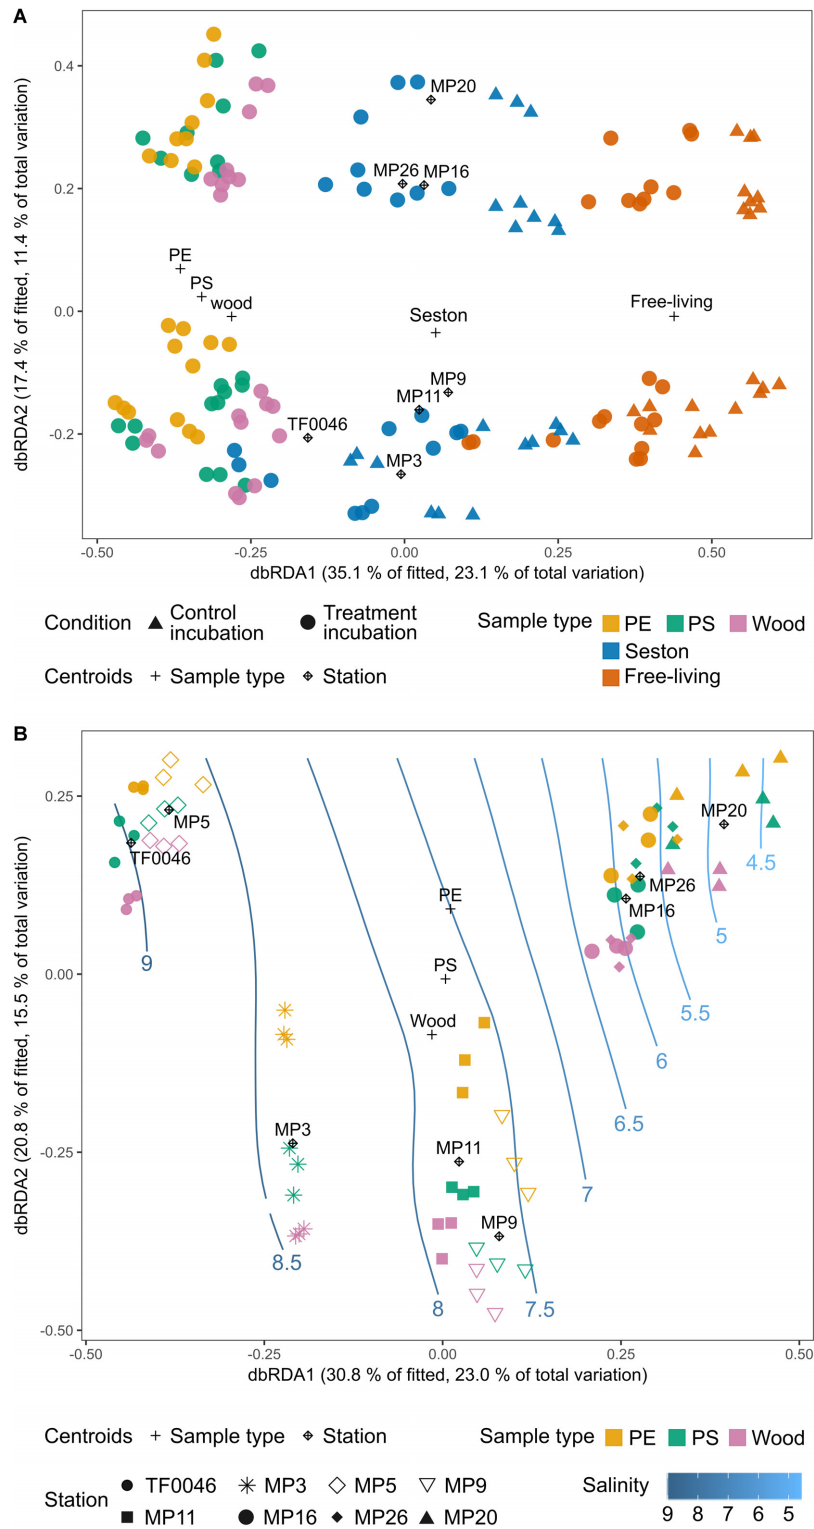 A
dbRDA2 (17.4 % of fitted, 11.4 % of total variation)
0.4
0.2
0.0
-0.2
MP20
MP26 MP16
PE
PS
wood
Seston
Free-living
MP9
MP11
TF0046
MP3
-0.50 -0.25 0.00 0.25 0.50
dbRDA1 (35.1 % of fitted, 23.1 % of total variation)
Condition Control incubation Treatment incubation
Sample type PE PS Wood
Seston
Free-living
Centroids Sample type Station
B
dbRDA2 (20.8 % of fitted, 15.5 % of total variation)
0.25
0.00
-0.25
-0.50
MP5
TF0046
MP20
4.5
MP26
MP16
PE
5
9
PS
5.5
Wood
6
6.5
MP3
MP11
7
MP9
8.5
8
7.5
-0.50 -0.25 0.00 0.25 0.50
dbRDA1 (30.8 % of fitted, 23.0 % of total variation)
Centroids Sample type Station
Sample type PE PS Wood
Station TF0046 MP3 MP5 MP9
MP11 MP16 MP26 MP20
Salinity
9 8 7 6 5